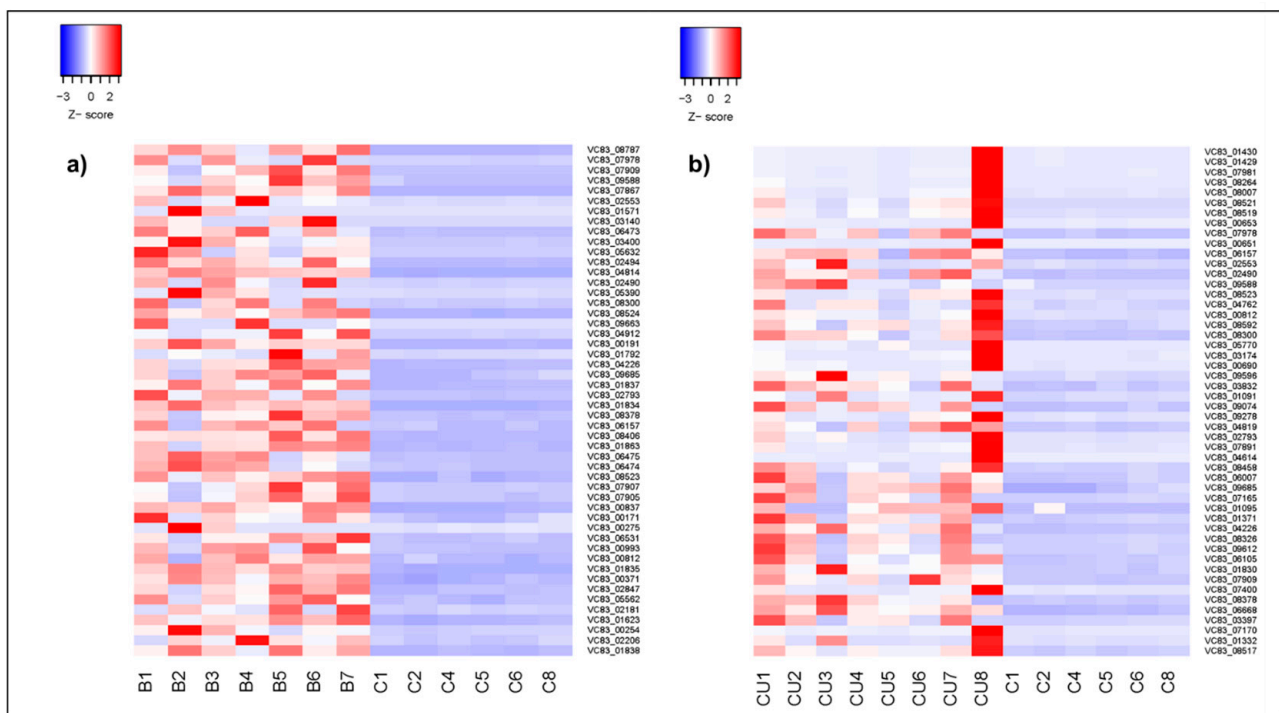 −3 0 2
Z− score
a)
VC83_08787
VC83_07978
VC83_07909
VC83_09588
VC83_07867
VC83_02553
VC83_01571
VC83_03140
VC83_06473
VC83_03400
VC83_05632
VC83_02494
VC83_04814
VC83_02490
VC83_05390
VC83_08300
VC83_08524
VC83_09663
VC83_04912
VC83_00191
VC83_01792
VC83_04226
VC83_09685
VC83_01837
VC83_02793
VC83_01834
VC83_08378
VC83_06157
VC83_08406
VC83_01863
VC83_06475
VC83_06474
VC83_08523
VC83_07907
VC83_07905
VC83_00837
VC83_00171
VC83_00275
VC83_06531
VC83_00993
VC83_00812
VC83_01835
VC83_00371
VC83_02847
VC83_05562
VC83_02181
VC83_01623
VC83_00254
VC83_02206
VC83_01838
B1 B2 B3 B4 B5 B6 B7 C1 C2 C4 C5 C6 C8
−3 0 2
Z− score
b)
VC83_01430
VC83_01429
VC83_07981
VC83_08264
VC83_08007
VC83_08521
VC83_08519
VC83_00653
VC83_07978
VC83_00651
VC83_06157
VC83_02553
VC83_02490
VC83_09588
VC83_08523
VC83_04762
VC83_00812
VC83_08592
VC83_08300
VC83_05770
VC83_03174
VC83_00690
VC83_09596
VC83_03832
VC83_01091
VC83_09074
VC83_09278
VC83_04819
VC83_02793
VC83_07891
VC83_04614
VC83_08458
VC83_06007
VC83_09685
VC83_07165
VC83_01095
VC83_01371
VC83_04226
VC83_08326
VC83_09612
VC83_06105
VC83_01830
VC83_07909
VC83_07400
VC83_08378
VC83_06668
VC83_03397
VC83_07170
VC83_01332
VC83_08517
CU1 CU2 CU3 CU4 CU5 CU6 CU7 CU8 C1 C2 C4 C5 C6 C8